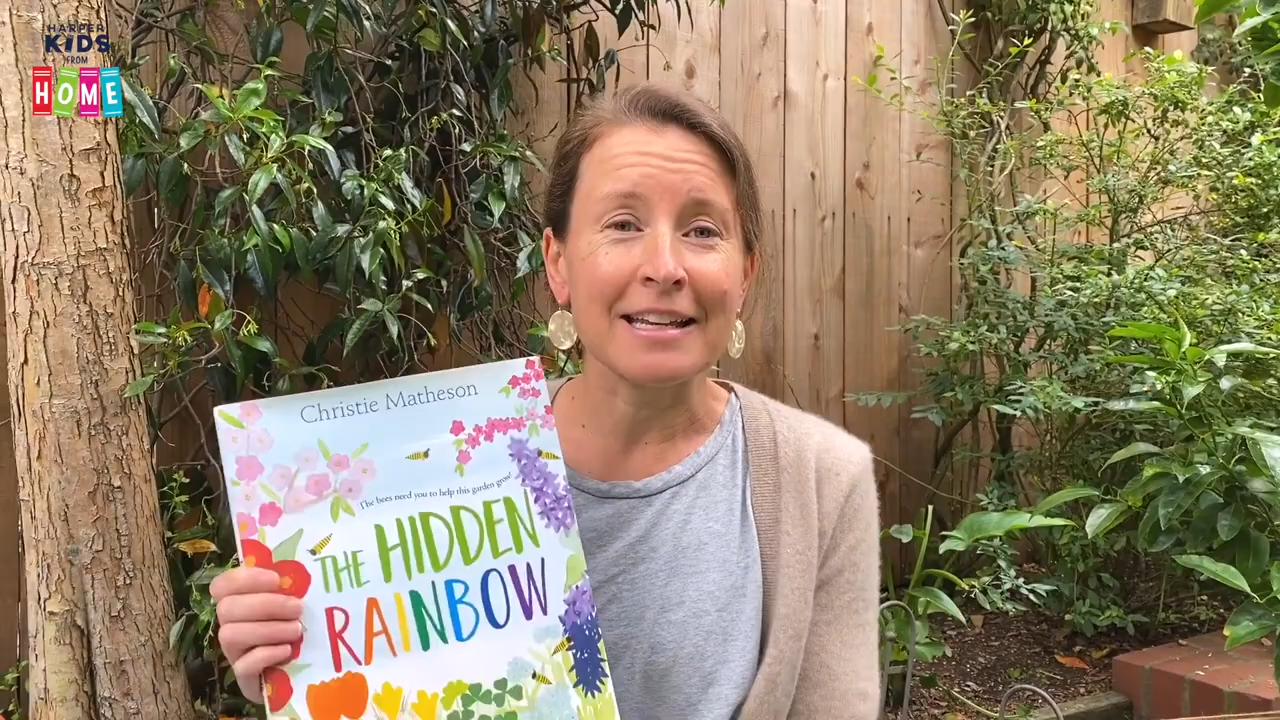 HARPER
KIDS
FROM
HOME
Christie Matheson
The bees need you to help this garden grow!
THE HIDDEN
RAINBOW